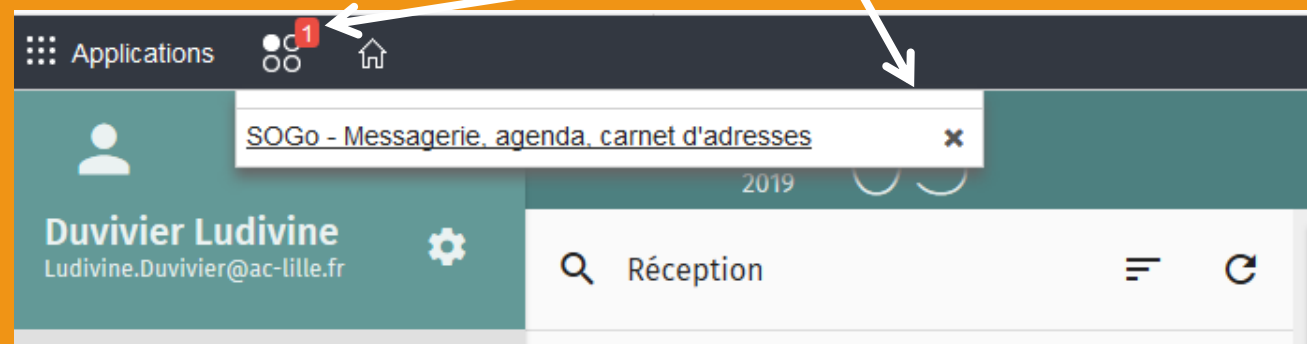 Applications
1
SOGo - Messagerie, agenda, carnet d'adresses
2019
Duvivier Ludivine
Ludivine.Duvivier@ac-lille.fr
Réception